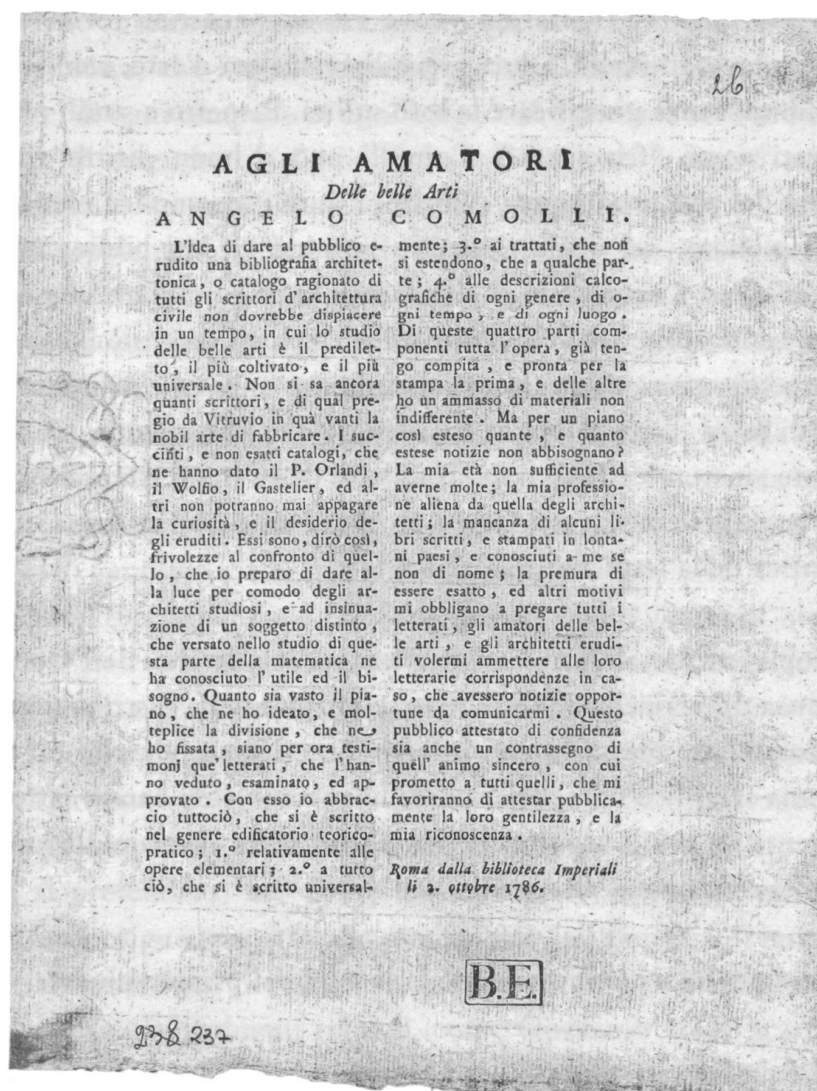 26
AGLI AMATORI
Delle belle Arti
ANGELO COMOLLI.
L'idea di dare al pubblico e-
rudito una bibliografia architet-
tonica, o catalogo ragionato di
tutti gli scrittori d'architettura
civile non dovrebbe dispiacere
in un tempo, in cui lo studio
delle belle arti è il predilet-
to, il più coltivato, e il più
universale. Non si sa ancora
quanti scrittori, e di qual pre-
gio da Vitruvio in quà vanti la
nobil arte di fabbricare. I suc-
cinti, e non esatti catalogi, che
ne hanno dato il P. Orlandi,
il Wolfio, il Gastelier, ed al-
tri non potranno mai appagare
la curiosità, e il desiderio de-
gli eruditi. Essi sono, dirò così,
frivolezze al confronto di quel-
lo, che io preparo di dare al-
la luce per comodo degli ar-
chitetti studiosi, e ad insinua-
zione di un soggetto distinto,
che versato nello studio di que-
sta parte della matematica ne
ha conosciuto l'utile ed il bi-
sogno. Quanto sia vasto il pia-
no, che ne ho ideato, e mol-
teplice la divisione, che ne
ho fissata, siano per ora testi-
monj que' letterati, che l'han-
no veduto, esaminato, ed ap-
provato. Con esso io abbrac-
cio tuttociò, che si è scritto
nel genere edificatorio teorico-
pratico; 1.º relativamente alle
opere elementari; 2.º a tutto
ciò, che si è scritto universal-
mente; 3.º ai trattati, che non
si estendono, che a qualche par-
te; 4.º alle descrizioni calco-
grafiche di ogni genere, di o-
gni tempo, e di ogni luogo.
Di queste quattro parti com-
ponenti tutta l'opera, già ten-
go compita, e pronta per la
stampa la prima, e delle altre
ho un ammasso di materiali non
indifferente. Ma per un piano
così esteso quante, e quanto
estese notizie non abbisognano?
La mia età non sufficiente ad
averne molte; la mia professio-
ne aliena da quella degli archi-
tetti; la mancanza di alcuni li-
bri scritti, e stampati in lonta-
ni paesi, e conosciuti a me se
non di nome; la premura di
essere esatto, ed altri motivi
mi obbligano a pregare tutti i
letterati, gli amatori delle bel-
le arti, e gli architetti erudi-
ti volermi ammettere alle loro
letterarie corrispondenze in ca-
so, che avessero notizie oppor-
tune da comunicarmi. Questo
pubblico attestato di confidenza
sia anche un contrassegno di
quell' animo sincero, con cui
prometto a tutti quelli, che mi
favoriranno di attestar pubblica-
mente la loro gentilezza, e la
mia riconoscenza.
Roma dalla biblioteca Imperiali
li 2. ottobre 1786.
B.E.
238 237